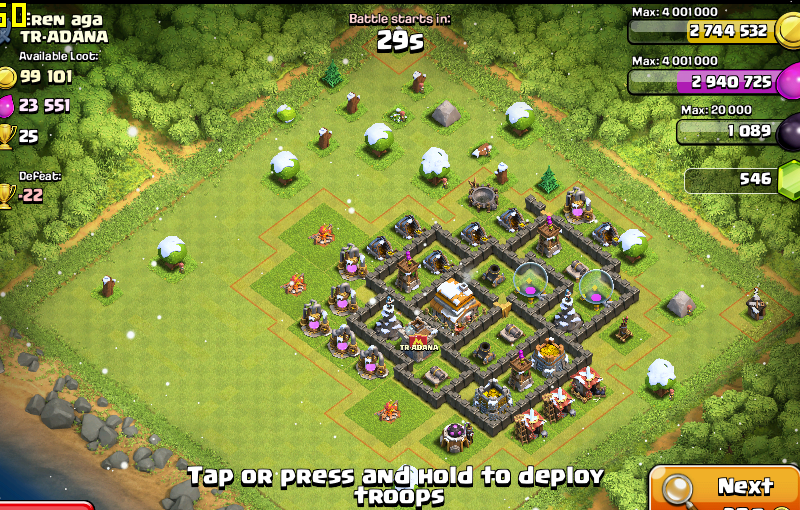 60
Eren aga
TR-ADANA
Available Loot:
99 101
23 551
25
Defeat:
-22
Battle starts in:
29s
Max: 4 001 000
2 744 532
Max: 4 001 000
2 940 725
Max: 20 000
1 089
546
TR-ADANA
Tap or press and hold to deploy
troops
Next